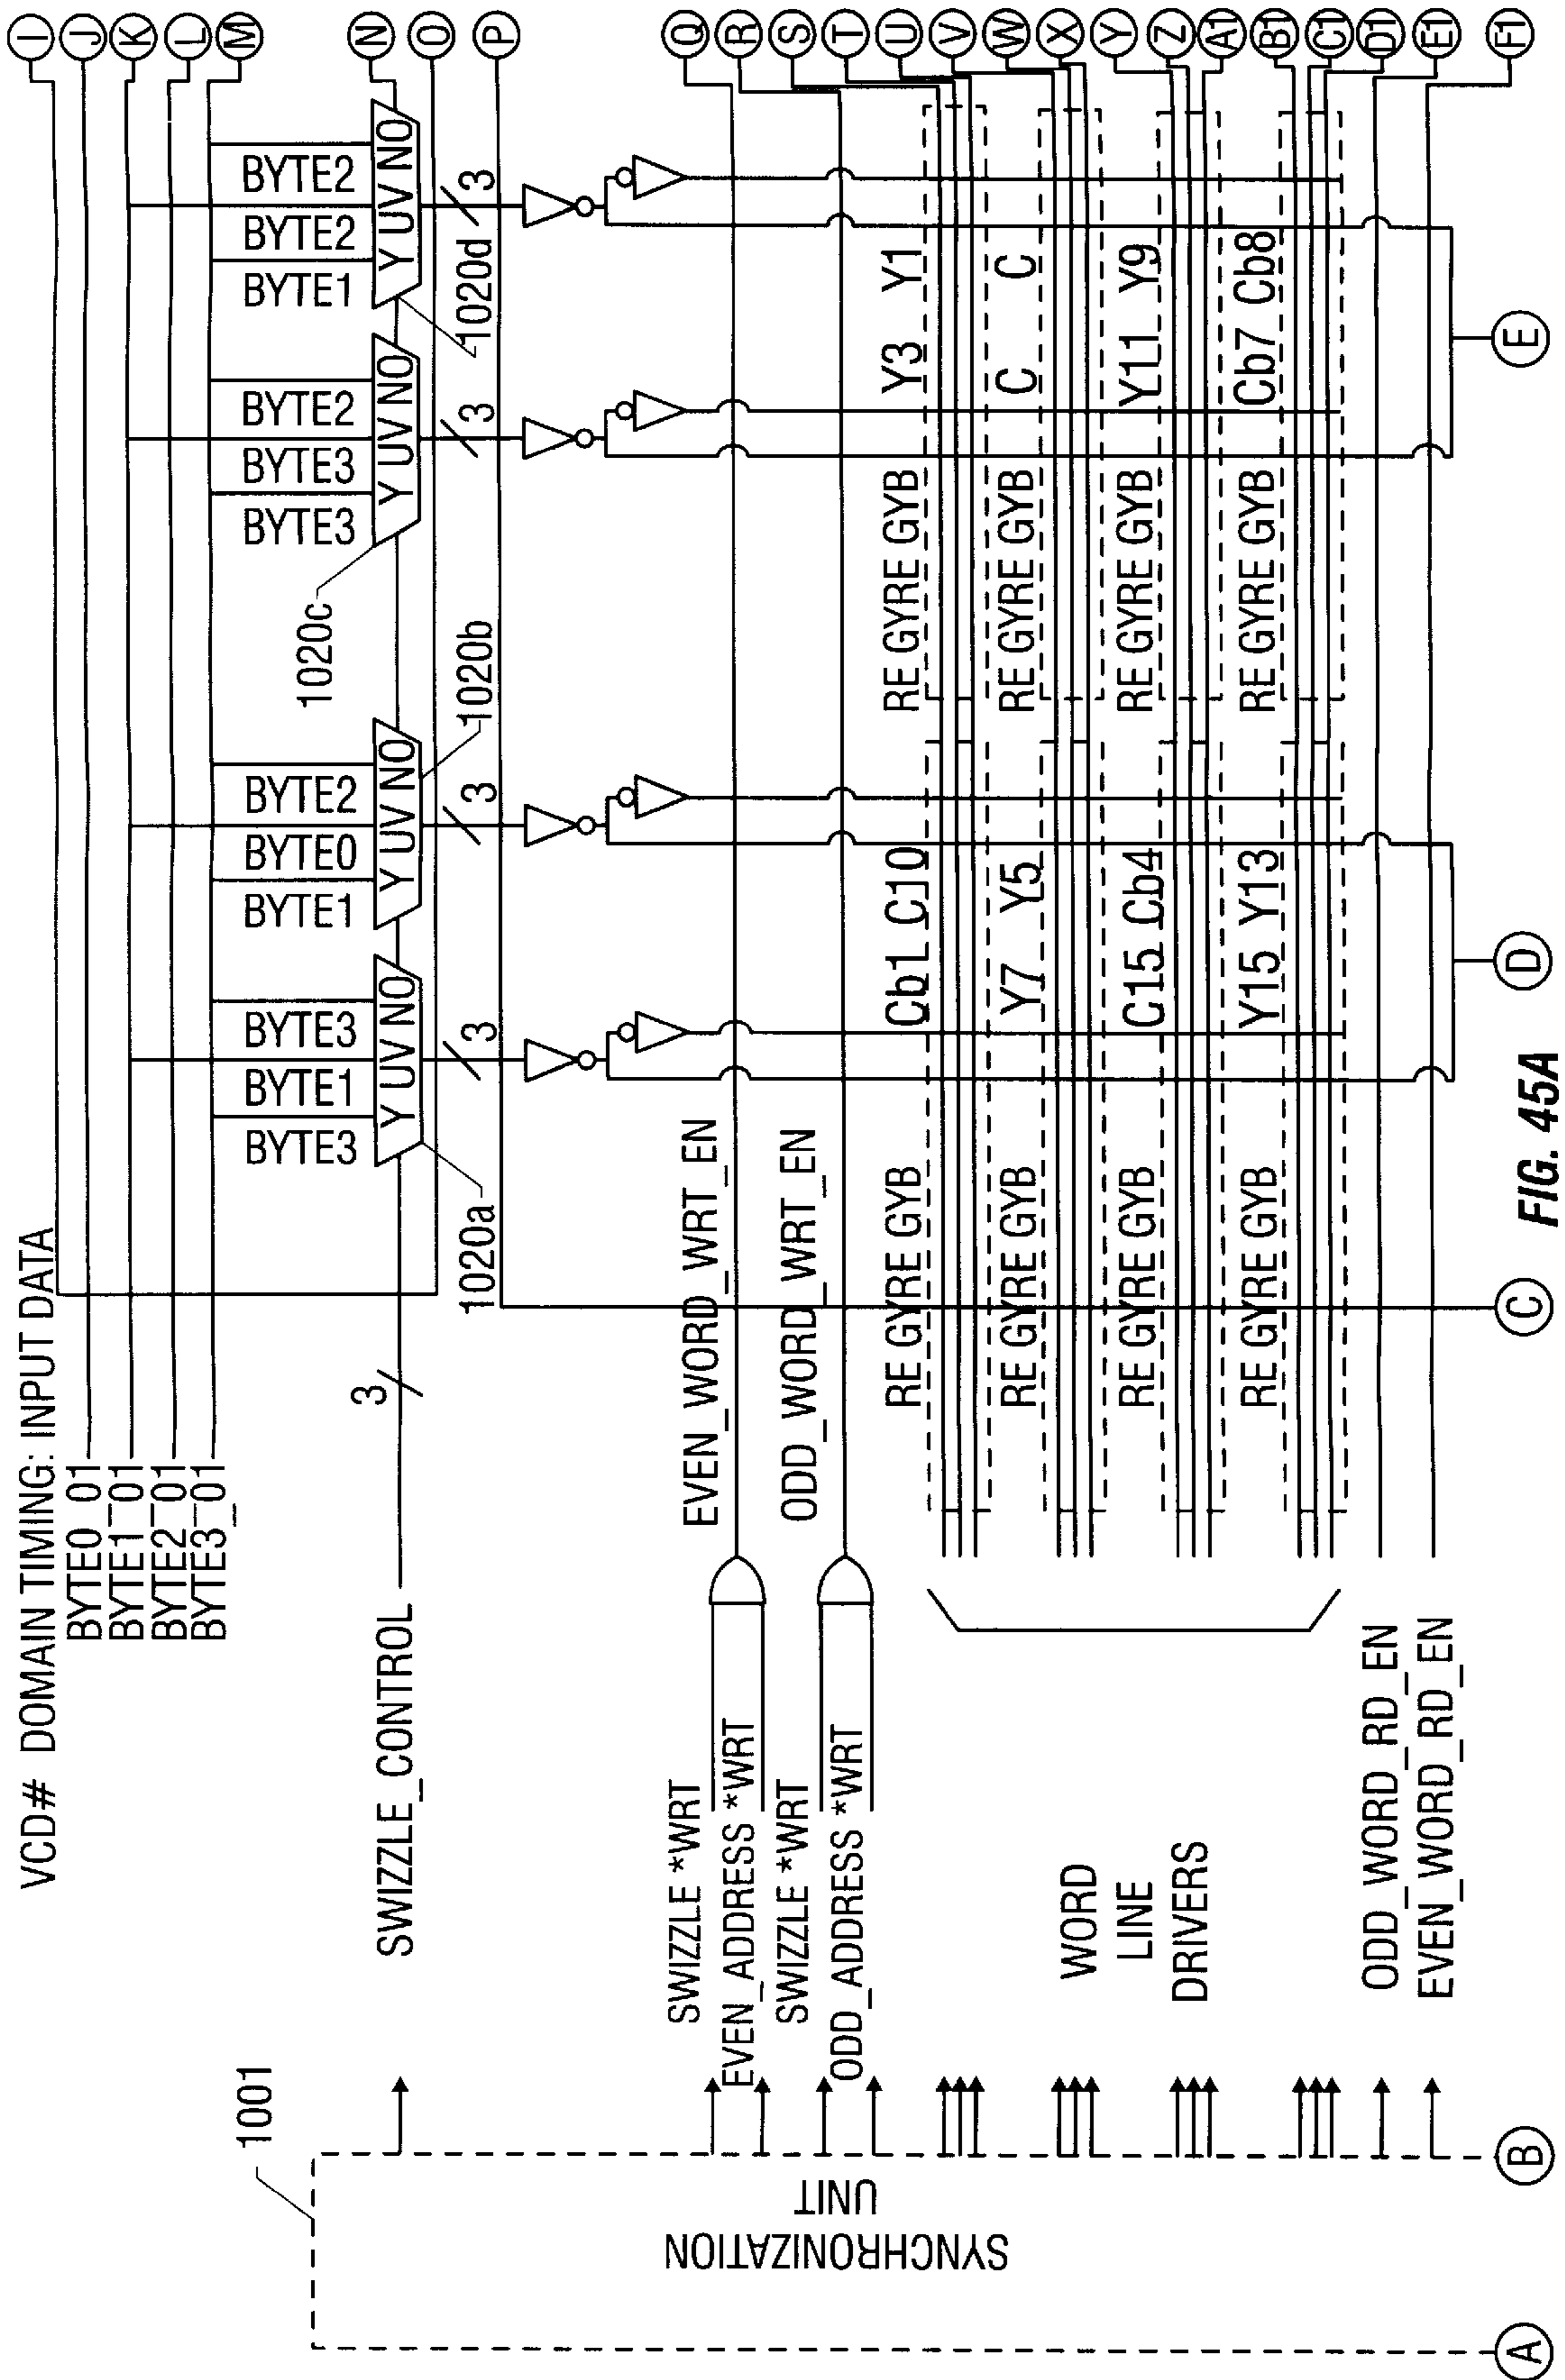 VCD# DOMAIN TIMING: INPUT DATA
BYTE0_01
BYTE1_01
BYTE2_01
BYTE3_01
I
J
K
L
M
N
O
P
Q
R
S
T
U
V
W
X
Y
Z
A1
B1
C1
D1
E1
F1
BYTE3
BYTE1
BYTE3
BYTE1
BYTE0
BYTE2
BYTE3
BYTE3
BYTE2
BYTE1
BYTE2
BYTE2
SWIZZLE_CONTROL
3
Y UV NO
Y UV NO
Y UV NO
Y UV NO
1020a
1020b
1020c
1020d
3
3
3
3
1001
SYNCHRONIZATION
UNIT
SWIZZLE *WRT
EVEN_ADDRESS *WRT
EVEN_WORD_WRT_EN
SWIZZLE *WRT
ODD_ADDRESS *WRT
ODD_WORD_WRT_EN
WORD
LINE
DRIVERS
RE GYRE GYB Cb1 C10 RE GYRE GYB Y3 Y1
RE GYRE GYB Y7 Y5 RE GYRE GYB C C
RE GYRE GYB C15 Cb4 RE GYRE GYB Y11 Y9
RE GYRE GYB Y15 Y13 RE GYRE GYB Cb7 Cb8
ODD_WORD_RD_EN
EVEN_WORD_RD_EN
A
B
C
D
E
FIG. 45A